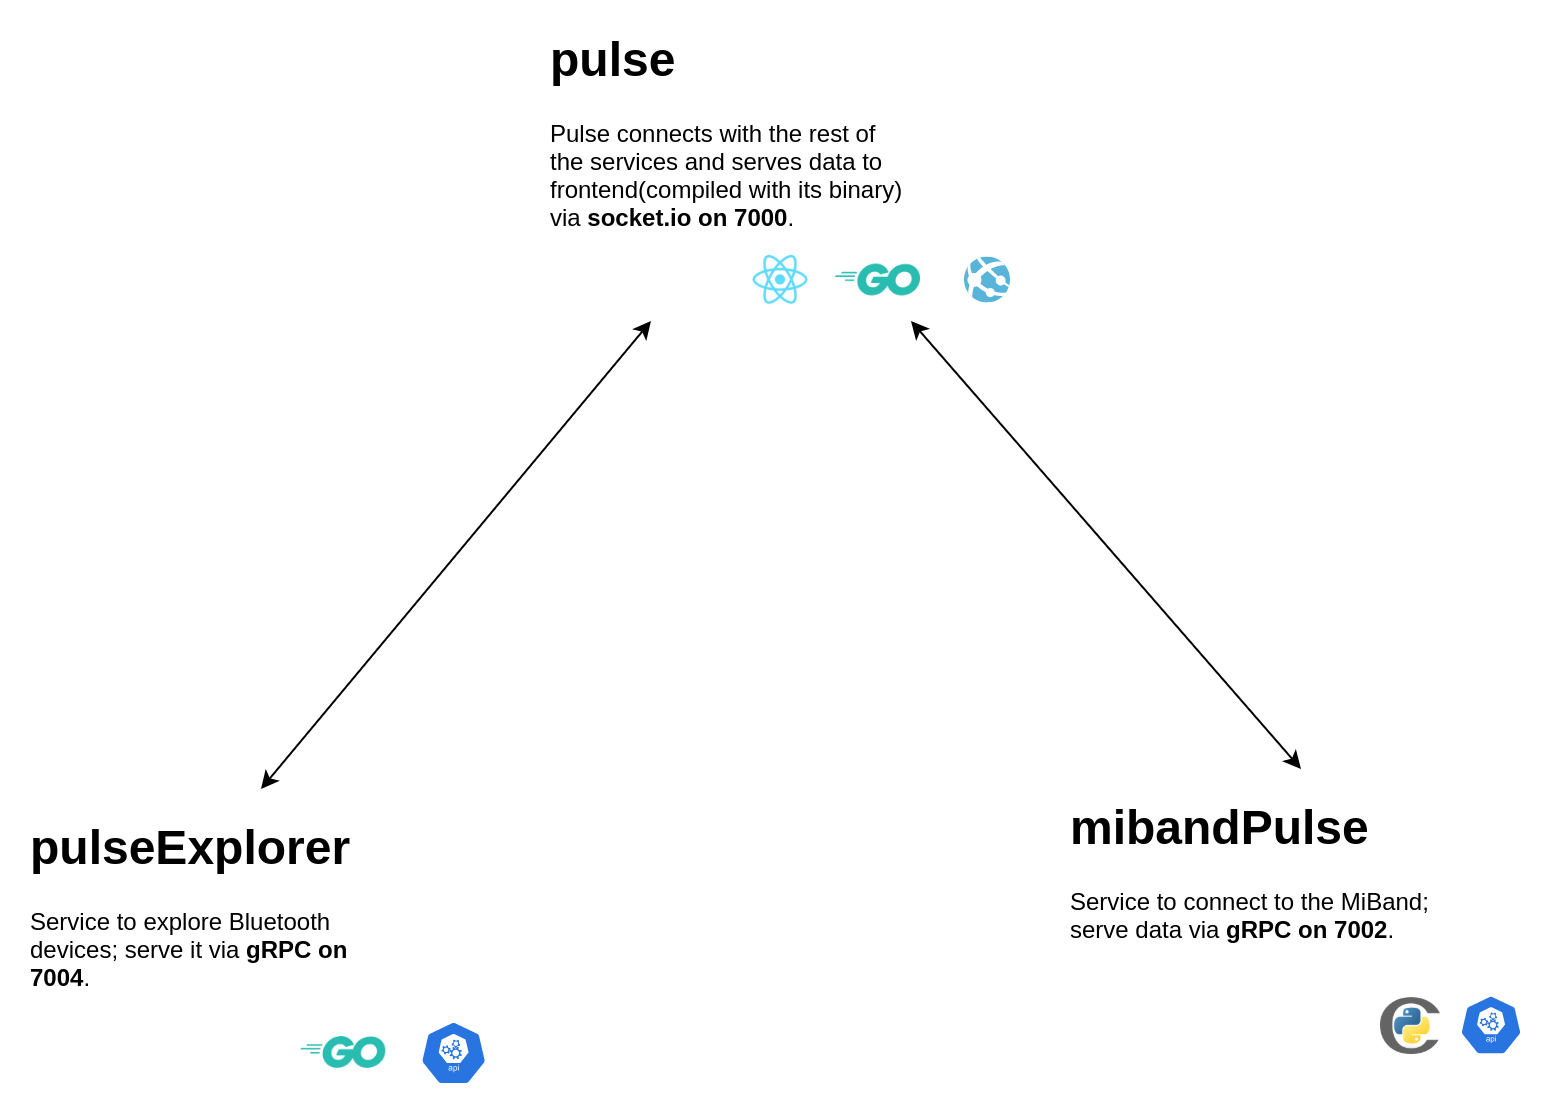 pulse
Pulse connects with the rest of
the services and serves data to
frontend(compiled with its binary)
via socket.io on 7000.
GO
pulseExplorer
Service to explore Bluetooth
devices; serve it via gRPC on
7004.
GO
api
mibandPulse
Service to connect to the MiBand;
serve data via gRPC on 7002.
C
api